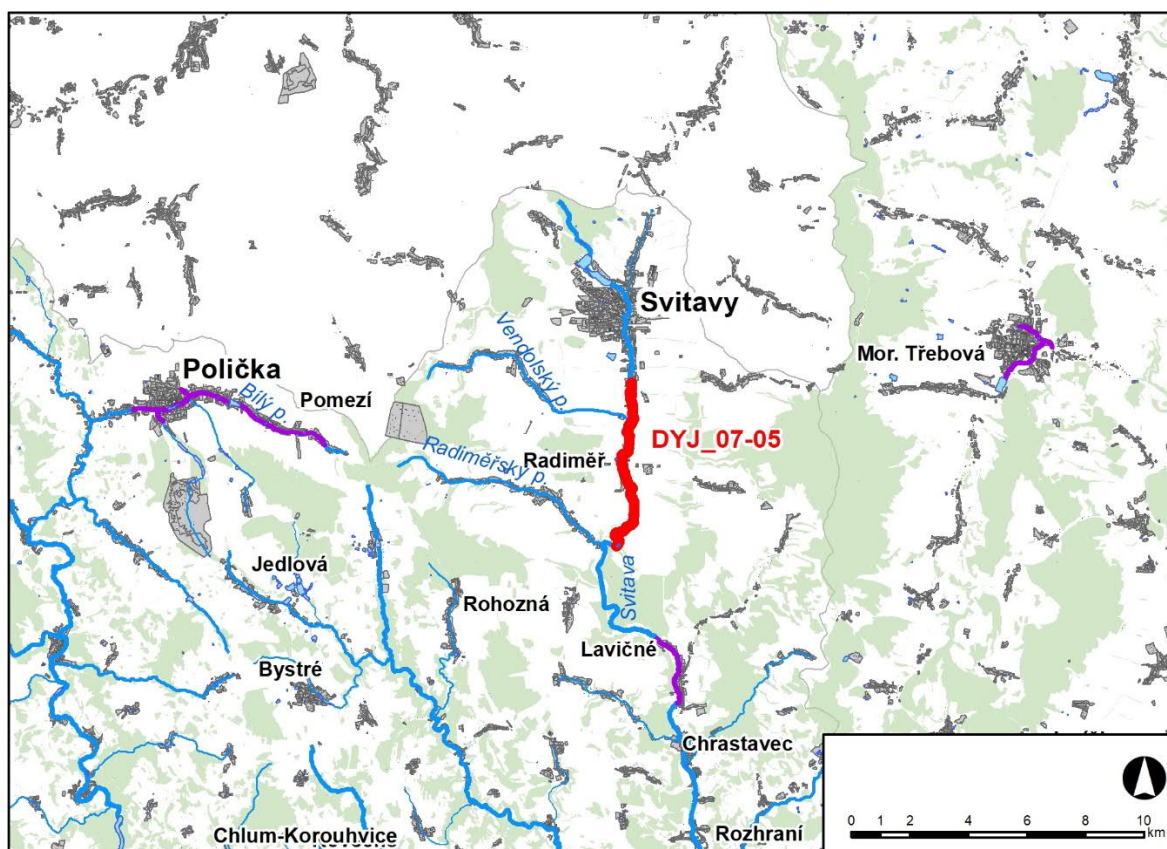 Svitavy
Vendolský p.
Mor. Třebová
Polička
Bílý p.
Pomezí
DYJ_07-05
Radiměř
Radiměřský p.
Jedlová
Svitava
Rohozná
Lavičné
Bystré
Chrastavec
Chlum-Korouhvice
Rozhraní
0 1 2 4 6 8 10
km